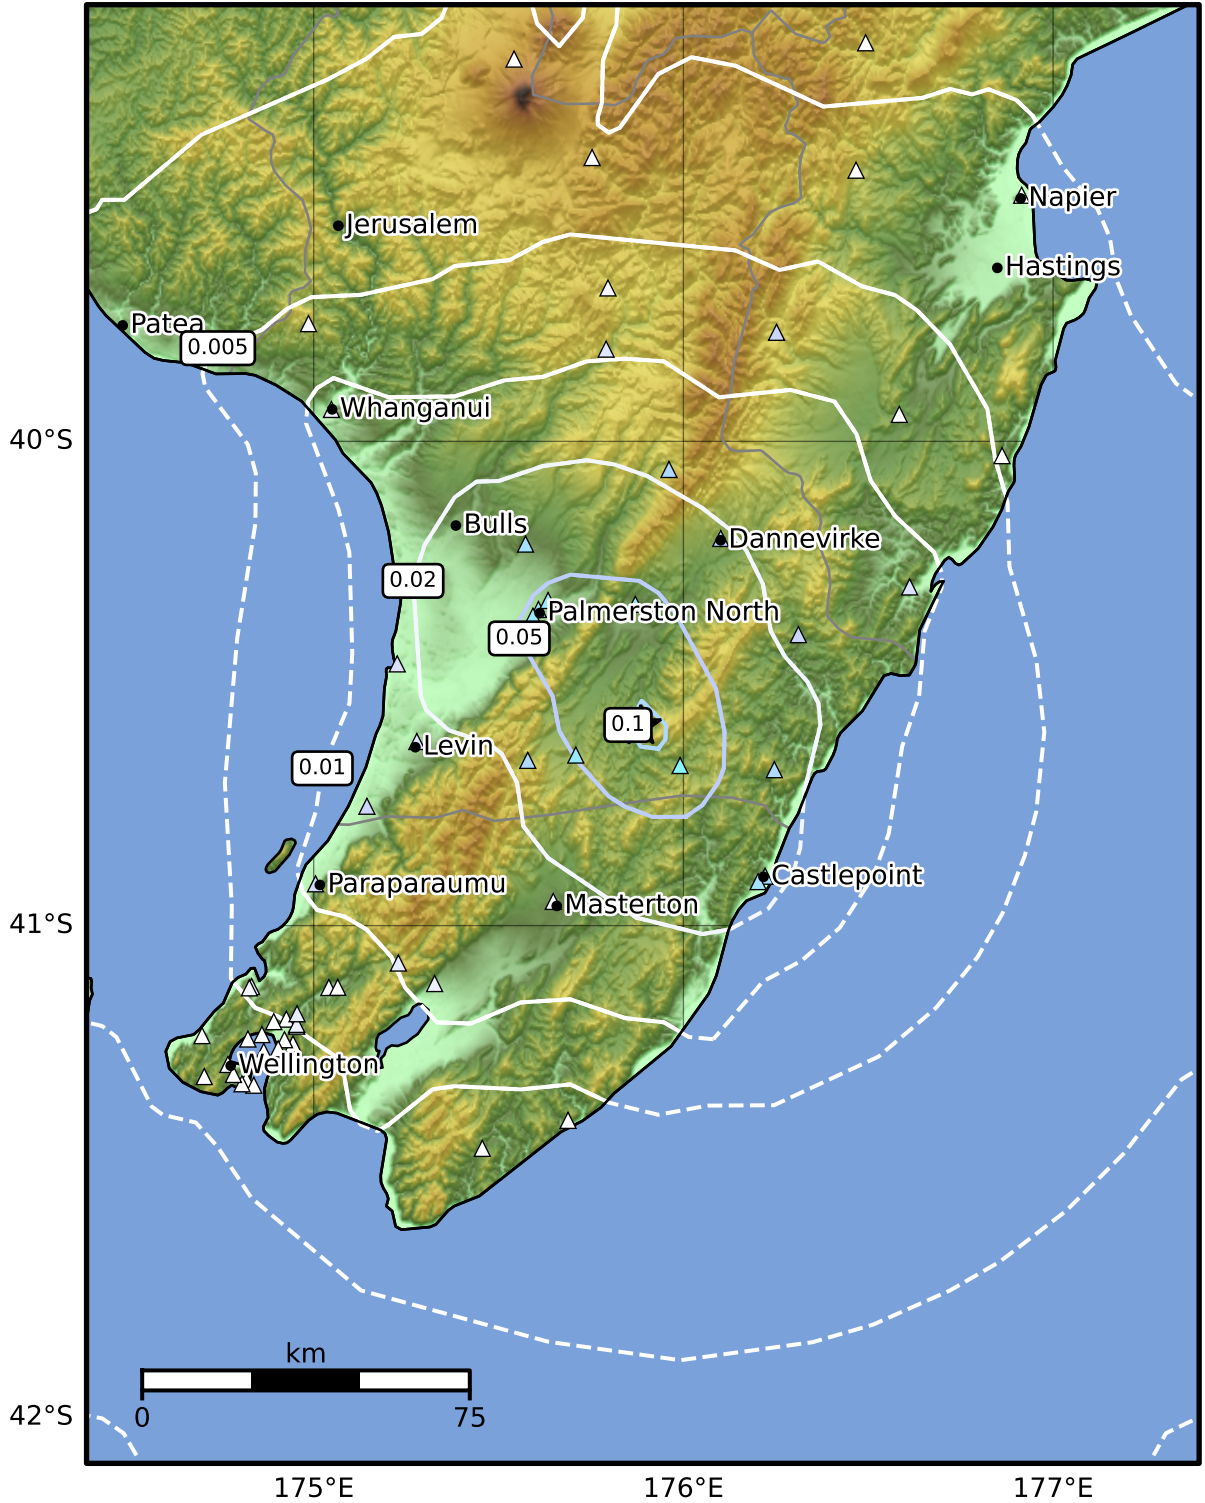 Napier
Jerusalem
Hastings
Patea
0.005
Whanganui
40°S
Bulls
Dannevirke
0.02
Palmerston North
0.05
0.1
Levin
0.01
Castlepoint
Paraparaumu
Masterton
41°S
Wellington
km
0
75
42°S
175°E
176°E
177°E